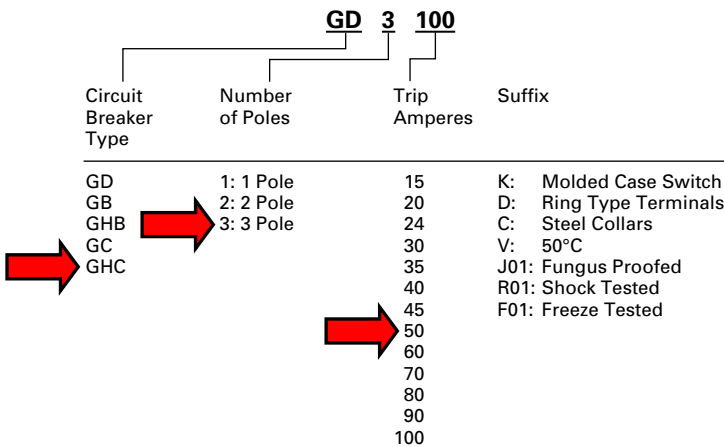 GD 3 100
Circuit Breaker Type
Number of Poles
Trip Amperes
Suffix
GD 1: 1 Pole 15 K: Molded Case Switch
GB 2: 2 Pole 20 D: Ring Type Terminals
GHB 3: 3 Pole 24 C: Steel Collars
GC 30 V: 50°C
GHC 35 J01: Fungus Proofed
40 R01: Shock Tested
45 F01: Freeze Tested
50
60
70
80
90
100